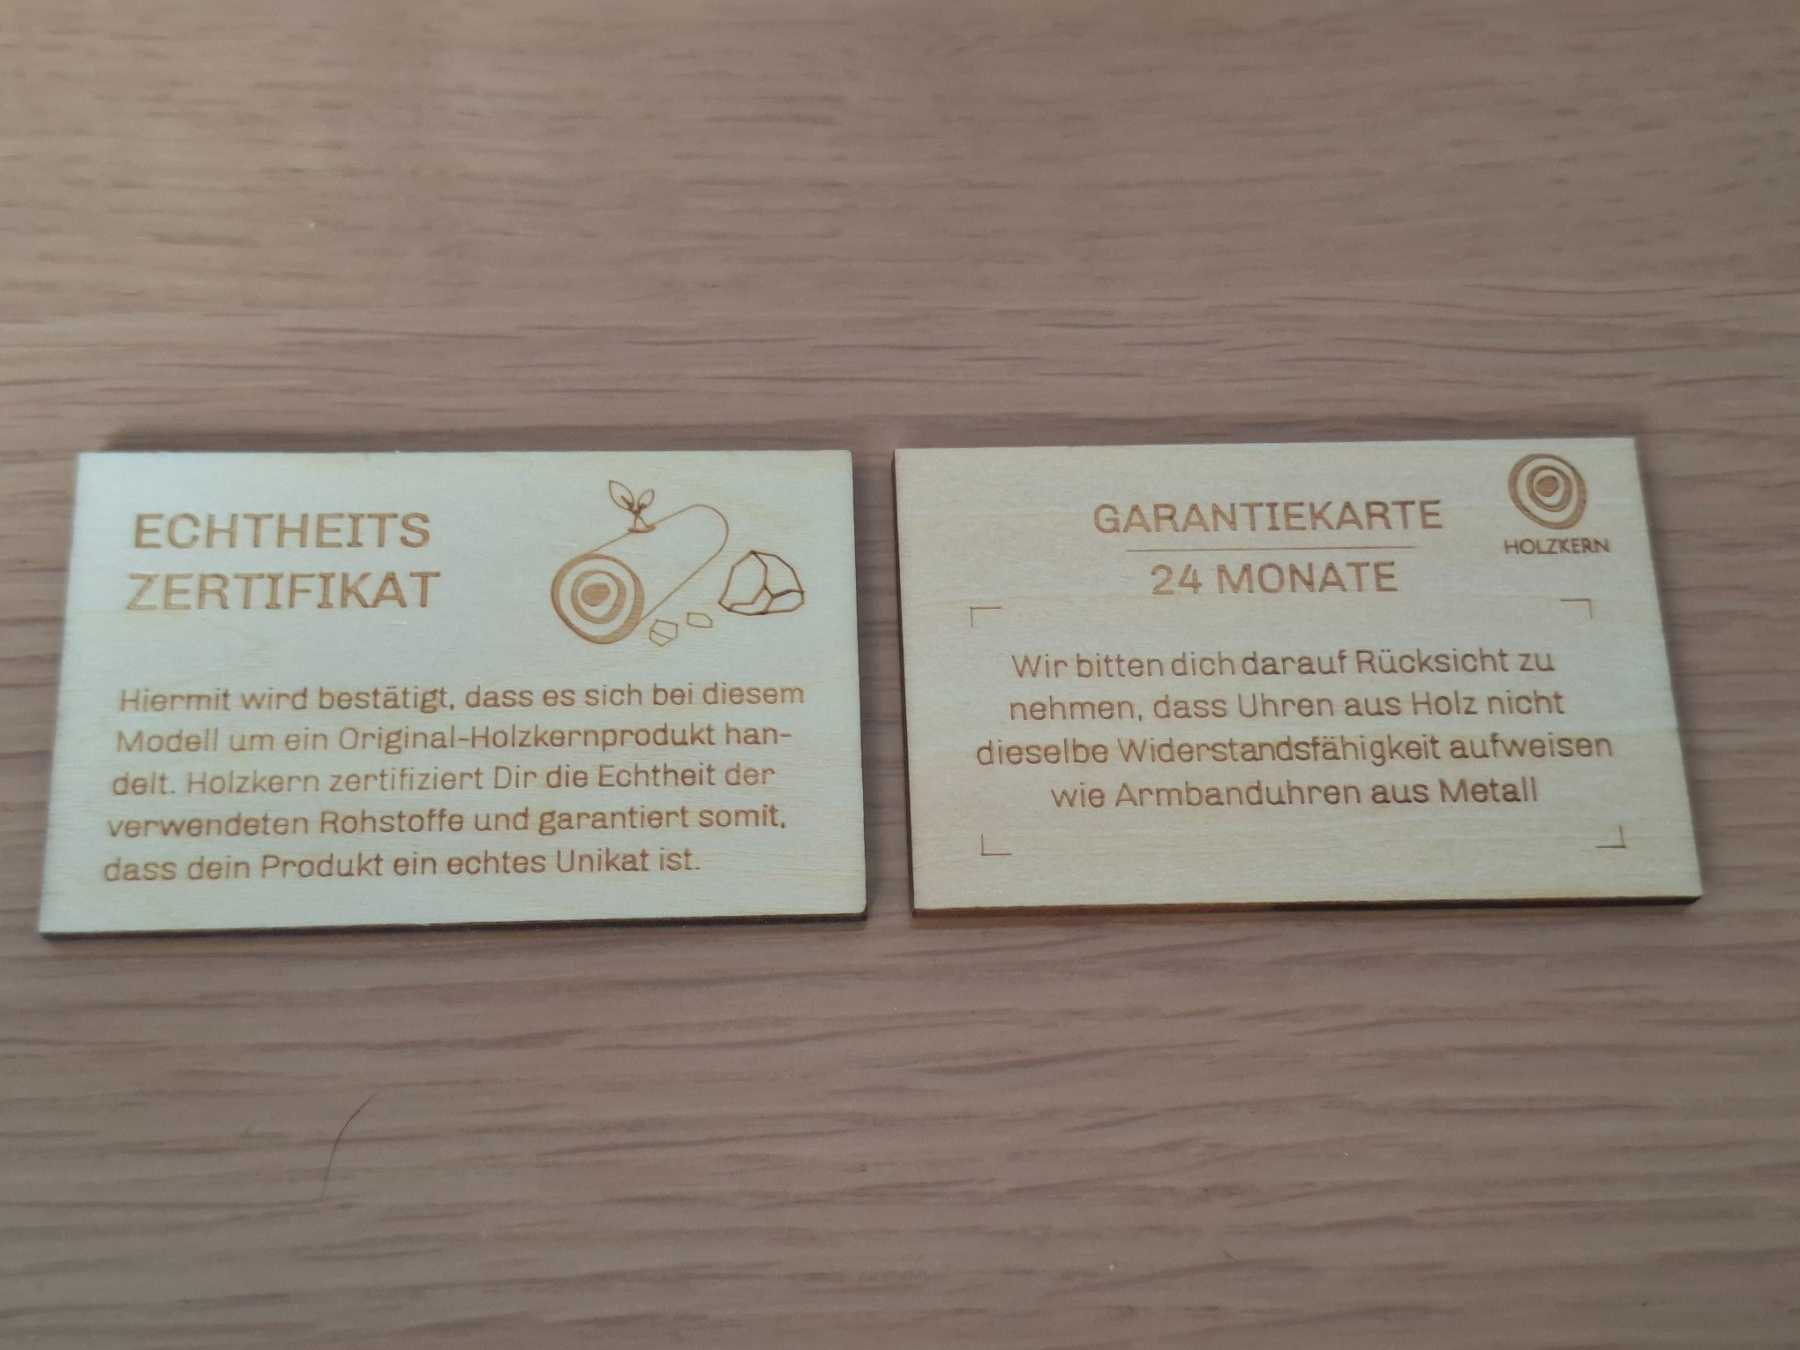 ECHTHEITS
ZERTIFIKAT
Hiermit wird bestätigt, dass es sich bei diesem
Modell um ein Original-Holzkernprodukt han-
delt. Holzkern zertifiziert Dir die Echtheit der
verwendeten Rohstoffe und garantiert somit,
dass dein Produkt ein echtes Unikat ist.
GARANTIEKARTE
24 MONATE
HOLZKERN
Wir bitten dich darauf Rücksicht zu
nehmen, dass Uhren aus Holz nicht
dieselbe Widerstandsfähigkeit aufweisen
wie Armbanduhren aus Metall